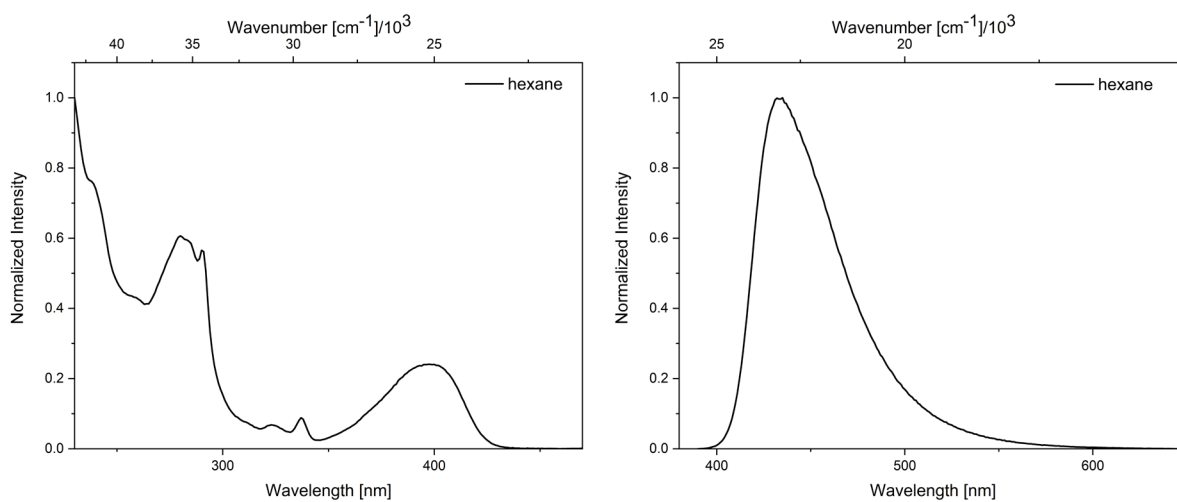 Wavenumber [cm⁻¹]/10³
40 35 30 25
hexane
1.0
0.8
0.6
0.4
0.2
0.0
Normalized Intensity
300 400
Wavelength [nm]
Wavenumber [cm⁻¹]/10³
25 20
hexane
1.0
0.8
0.6
0.4
0.2
0.0
Normalized Intensity
400 500 600
Wavelength [nm]